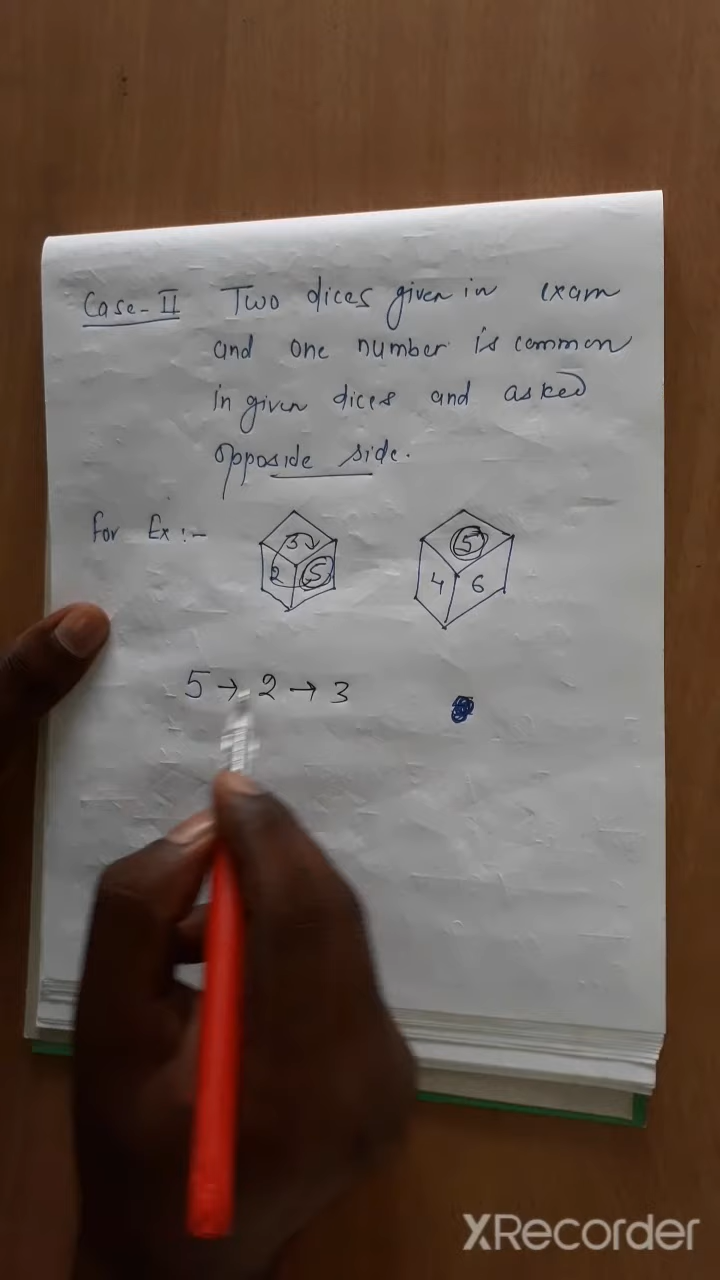 Case-II Two dices given in exam
and one number is common
in given dices and asked
opposide side.
For Ex :-
3
2 5
5
4 6
5 → 2 → 3
XRecorder